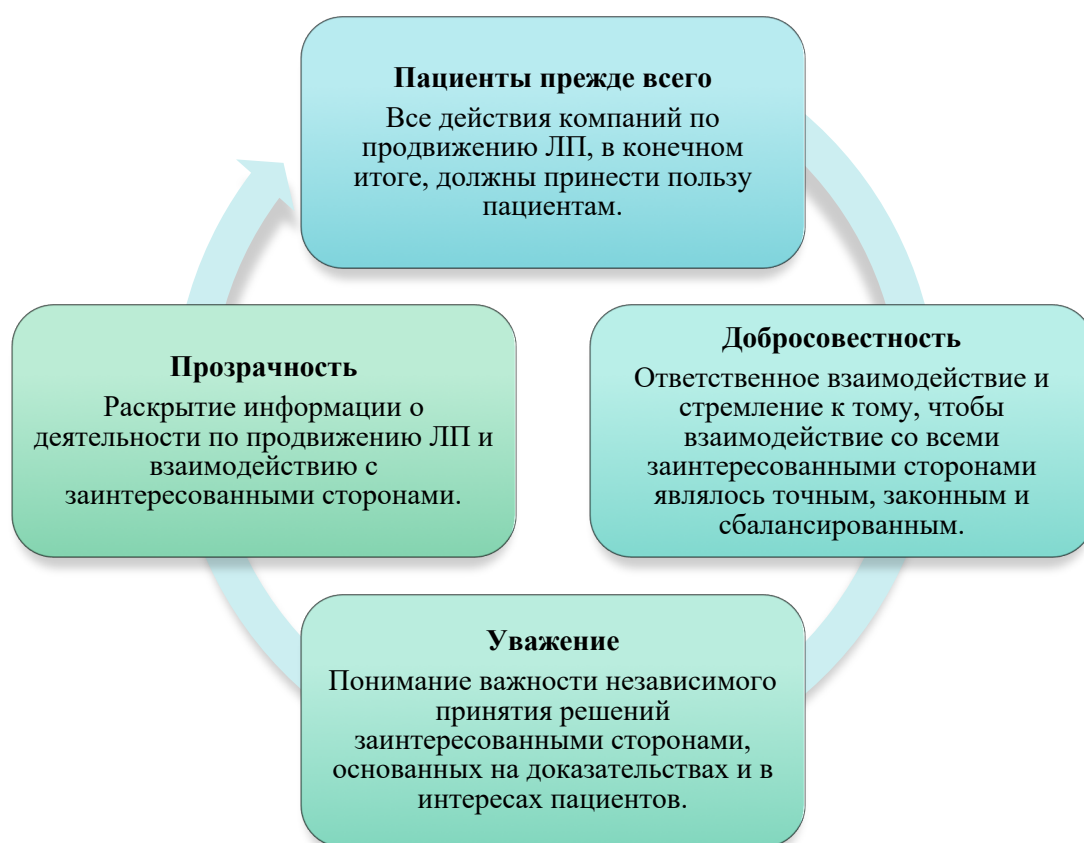 Пациенты прежде всего
Все действия компаний по
продвижению ЛП, в конечном
итоге, должны принести пользу
пациентам.
Добросовестность
Ответственное взаимодействие и
стремление к тому, чтобы
взаимодействие со всеми
заинтересованными сторонами
являлось точным, законным и
сбалансированным.
Уважение
Понимание важности независимого
принятия решений
заинтересованными сторонами,
основанных на доказательствах и в
интересах пациентов.
Прозрачность
Раскрытие информации о
деятельности по продвижению ЛП и
взаимодействию с
заинтересованными сторонами.